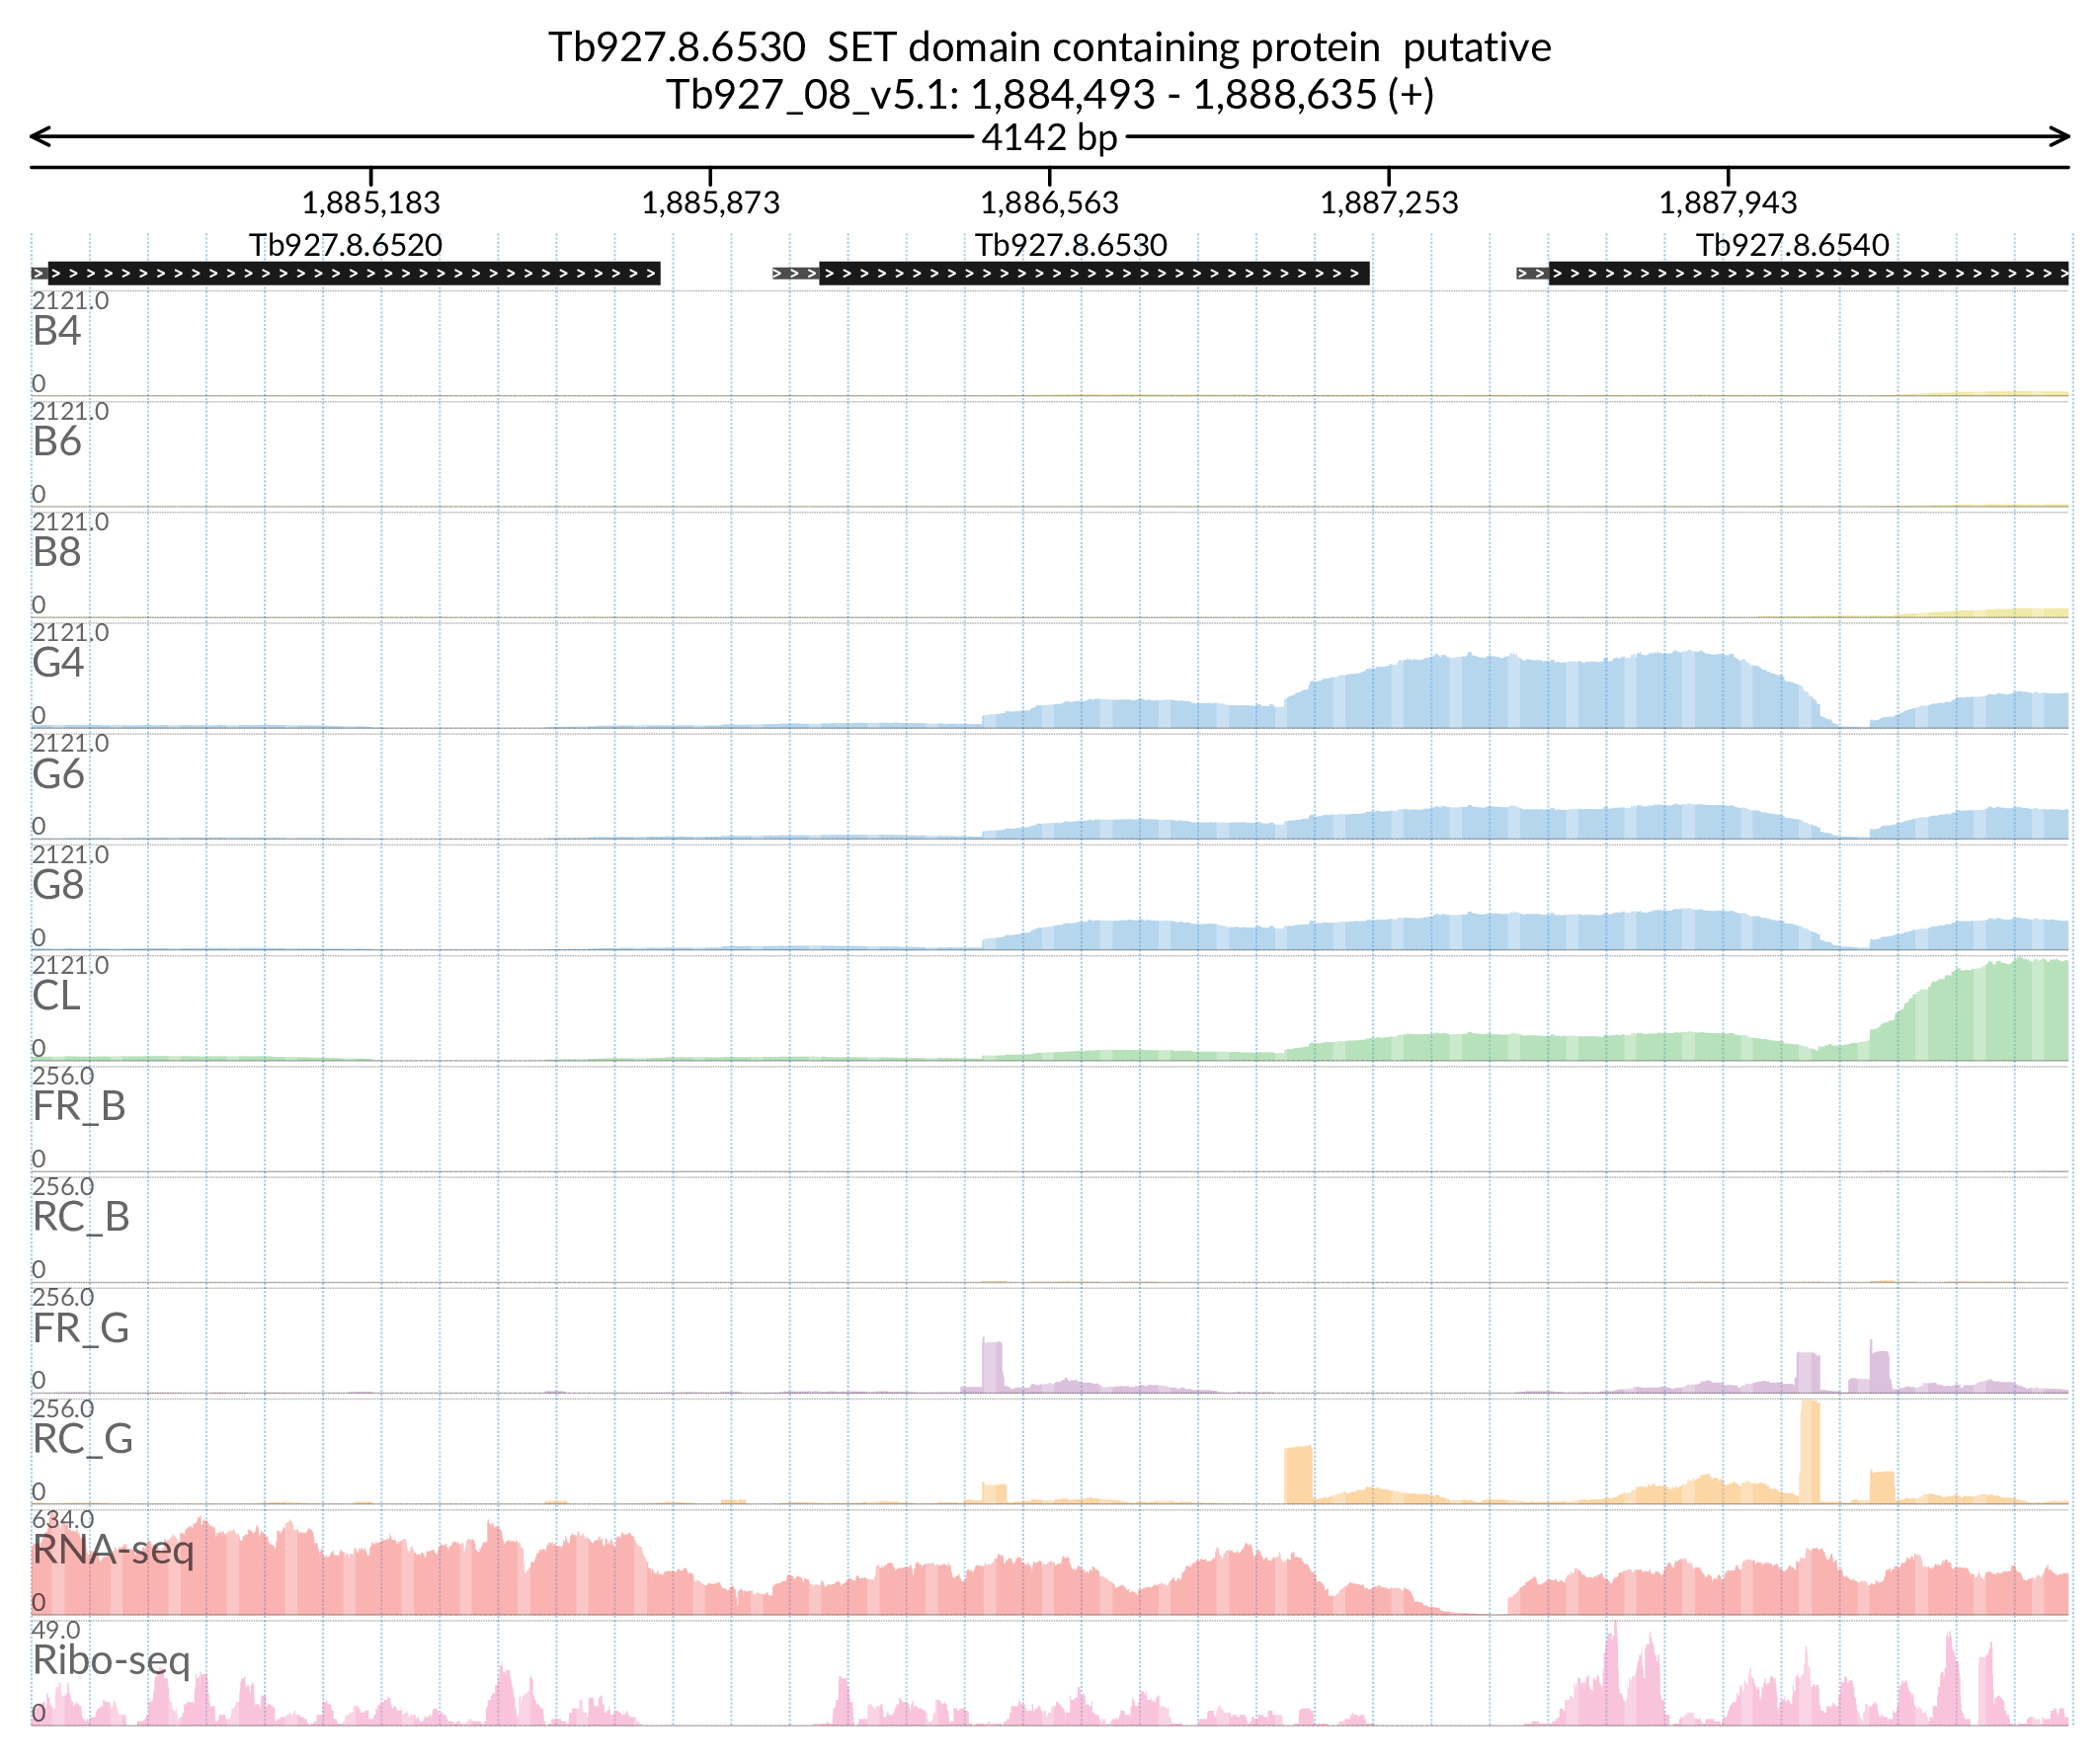 Tb927.8.6530  SET domain containing protein  putative
Tb927_08_v5.1: 1,884,493 - 1,888,635 (+)
4142 bp
1,885,183 1,885,873 1,886,563 1,887,253 1,887,943
Tb927.8.6520 Tb927.8.6530 Tb927.8.6540
2121.0
B4
0
2121.0
B6
0
2121.0
B8
0
2121.0
G4
0
2121.0
G6
0
2121.0
G8
0
2121.0
CL
0
256.0
FR_B
0
256.0
RC_B
0
256.0
FR_G
0
256.0
RC_G
0
634.0
RNA-seq
0
49.0
Ribo-seq
0